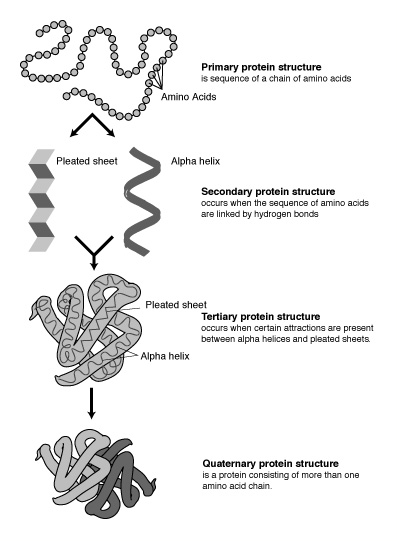 Primary protein structure
is sequence of a chain of amino acids
Amino Acids
Pleated sheet
Alpha helix
Secondary protein structure
occurs when the sequence of amino acids
are linked by hydrogen bonds
Pleated sheet
Tertiary protein structure
occurs when certain attractions are present
between alpha helices and pleated sheets.
Alpha helix
Quaternary protein structure
is a protein consisting of more than one
amino acid chain.